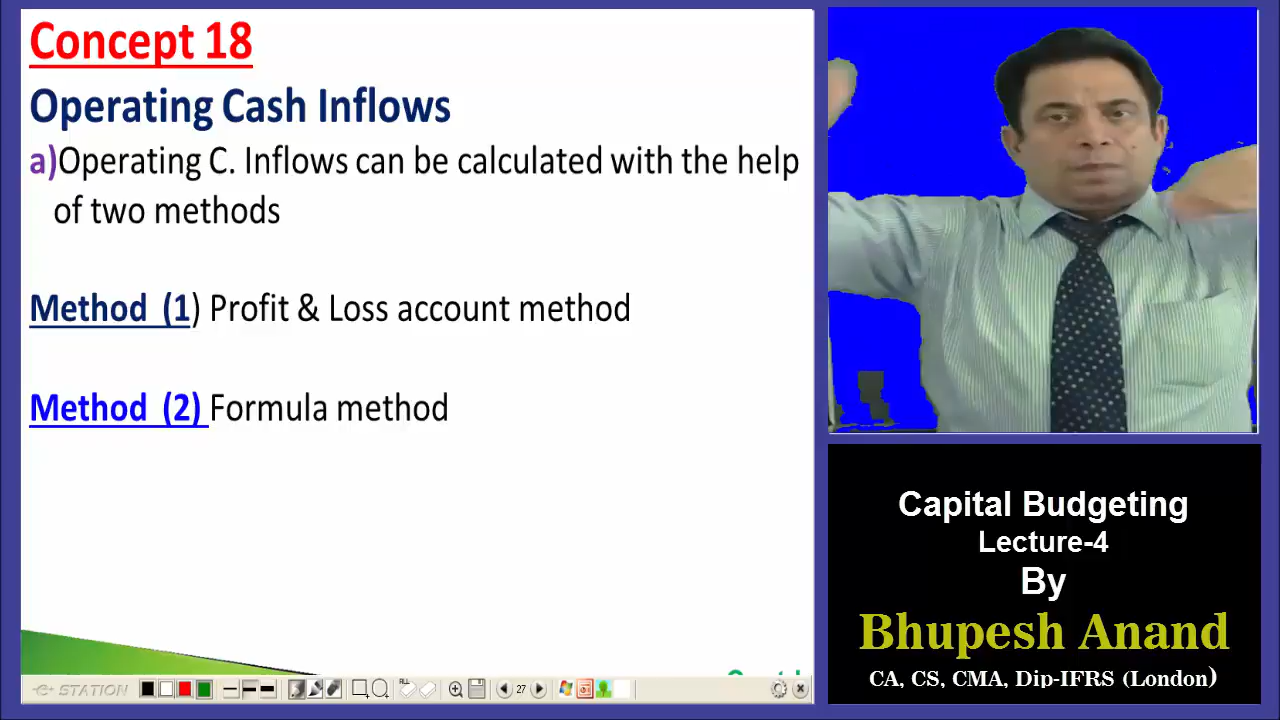 Concept 18
Operating Cash Inflows
a)Operating C. Inflows can be calculated with the help
of two methods
Method (1) Profit & Loss account method
Method (2) Formula method
e+ STATION
27
Capital Budgeting
Lecture-4
By
Bhupesh Anand
CA, CS, CMA, Dip-IFRS (London)